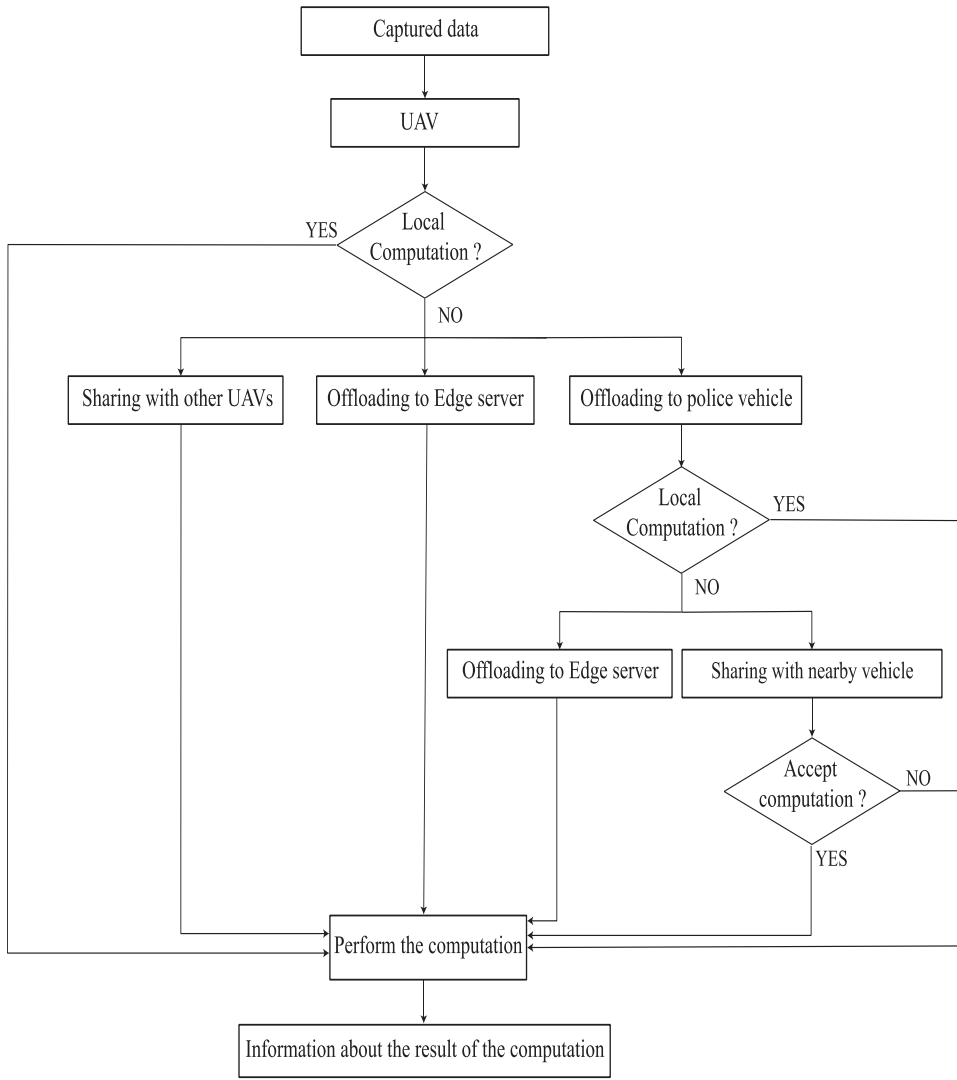 Captured data
UAV
Local
Computation ?
YES
NO
Sharing with other UAVs
Offloading to Edge server
Offloading to police vehicle
Local
Computation ?
YES
NO
Offloading to Edge server
Sharing with nearby vehicle
Accept
computation ?
NO
YES
Perform the computation
Information about the result of the computation